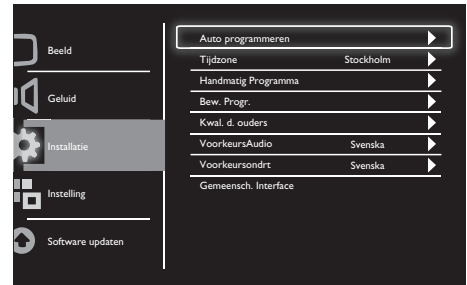 Beeld
Geluid
Installatie
Instelling
Software updaten
Auto programmeren
Tijdzone Stockholm
Handmatig Programma
Bew. Progr.
Kwal. d. ouders
VoorkeursAudio Svenska
Voorkeursondrt Svenska
Gemeensch. Interface